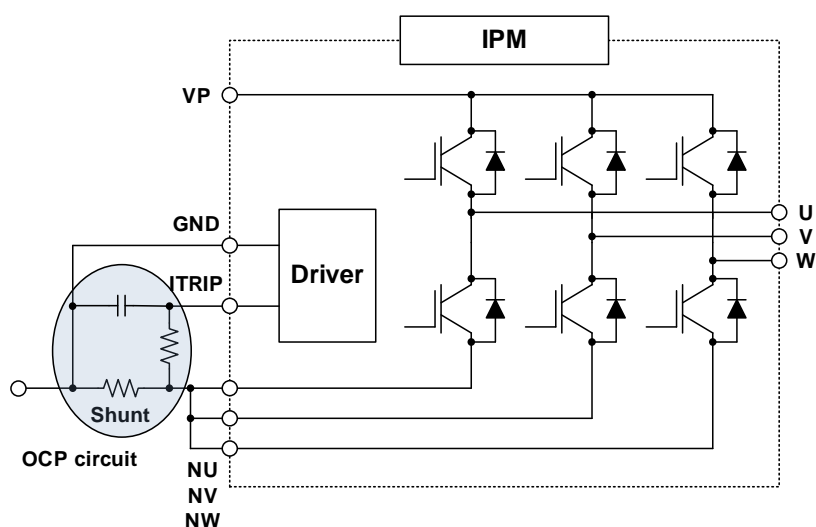 IPM
VP
GND
U
V
W
Driver
ITRIP
Shunt
OCP circuit
NU
NV
NW